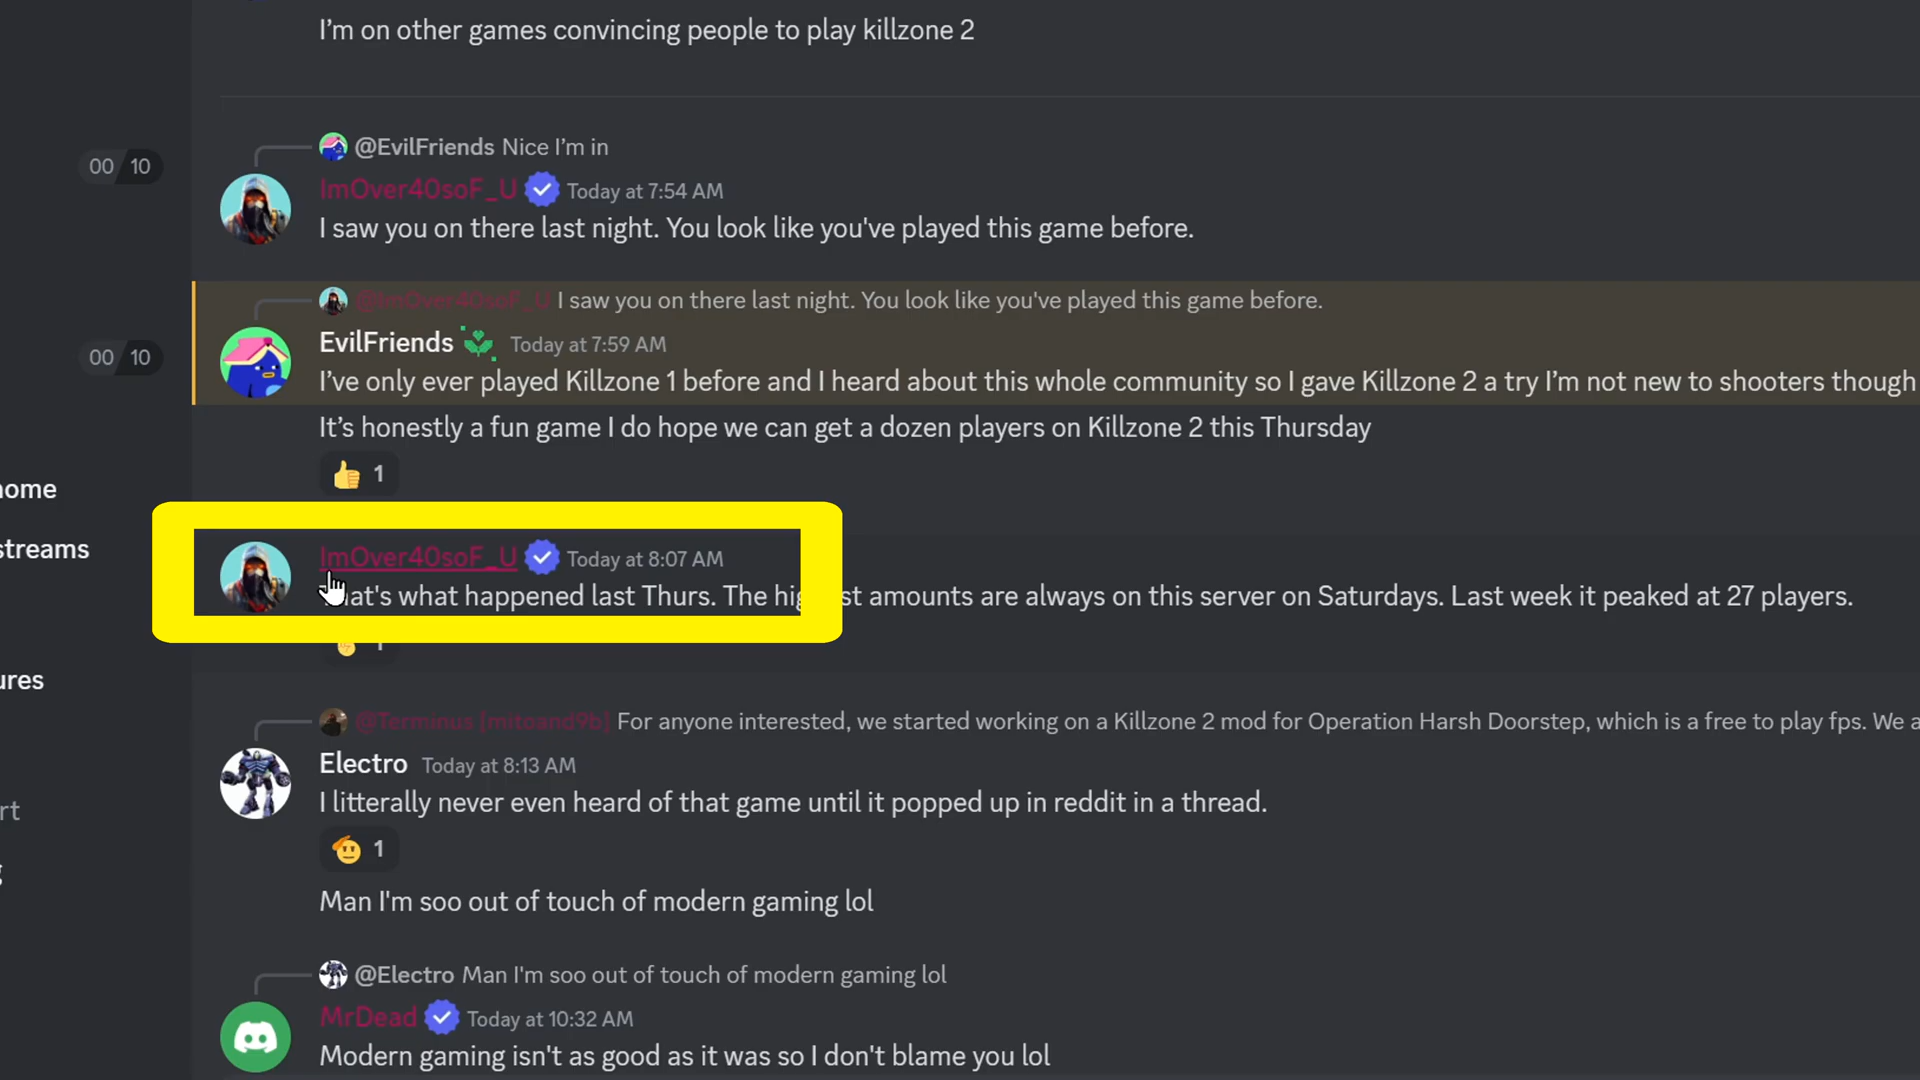 I'm on other games convincing people to play killzone 2
@EvilFriends Nice I'm in
00 10
ImOver40soF_U Today at 7:54 AM
I saw you on there last night. You look like you've played this game before.
@ImOver40soF_U I saw you on there last night. You look like you've played this game before.
00 10
EvilFriends Today at 7:59 AM
I've only ever played Killzone 1 before and I heard about this whole community so I gave Killzone 2 a try I'm not new to shooters though
It's honestly a fun game I do hope we can get a dozen players on Killzone 2 this Thursday
1
home
streams
ImOver40soF_U Today at 8:07 AM
what happened last Thurs. The amounts are always on this server on Saturdays. Last week it peaked at 27 players.
1
ures
@Terminus [mitoand9b] For anyone interested, we started working on a Killzone 2 mod for Operation Harsh Doorstep, which is a free to play fps. We a
Electro Today at 8:13 AM
I litterally never even heard of that game until it popped up in reddit in a thread.
rt
1
Man I'm soo out of touch of modern gaming lol
@Electro Man I'm soo out of touch of modern gaming lol
MrDead Today at 10:32 AM
Modern gaming isn't as good as it was so I don't blame you lol